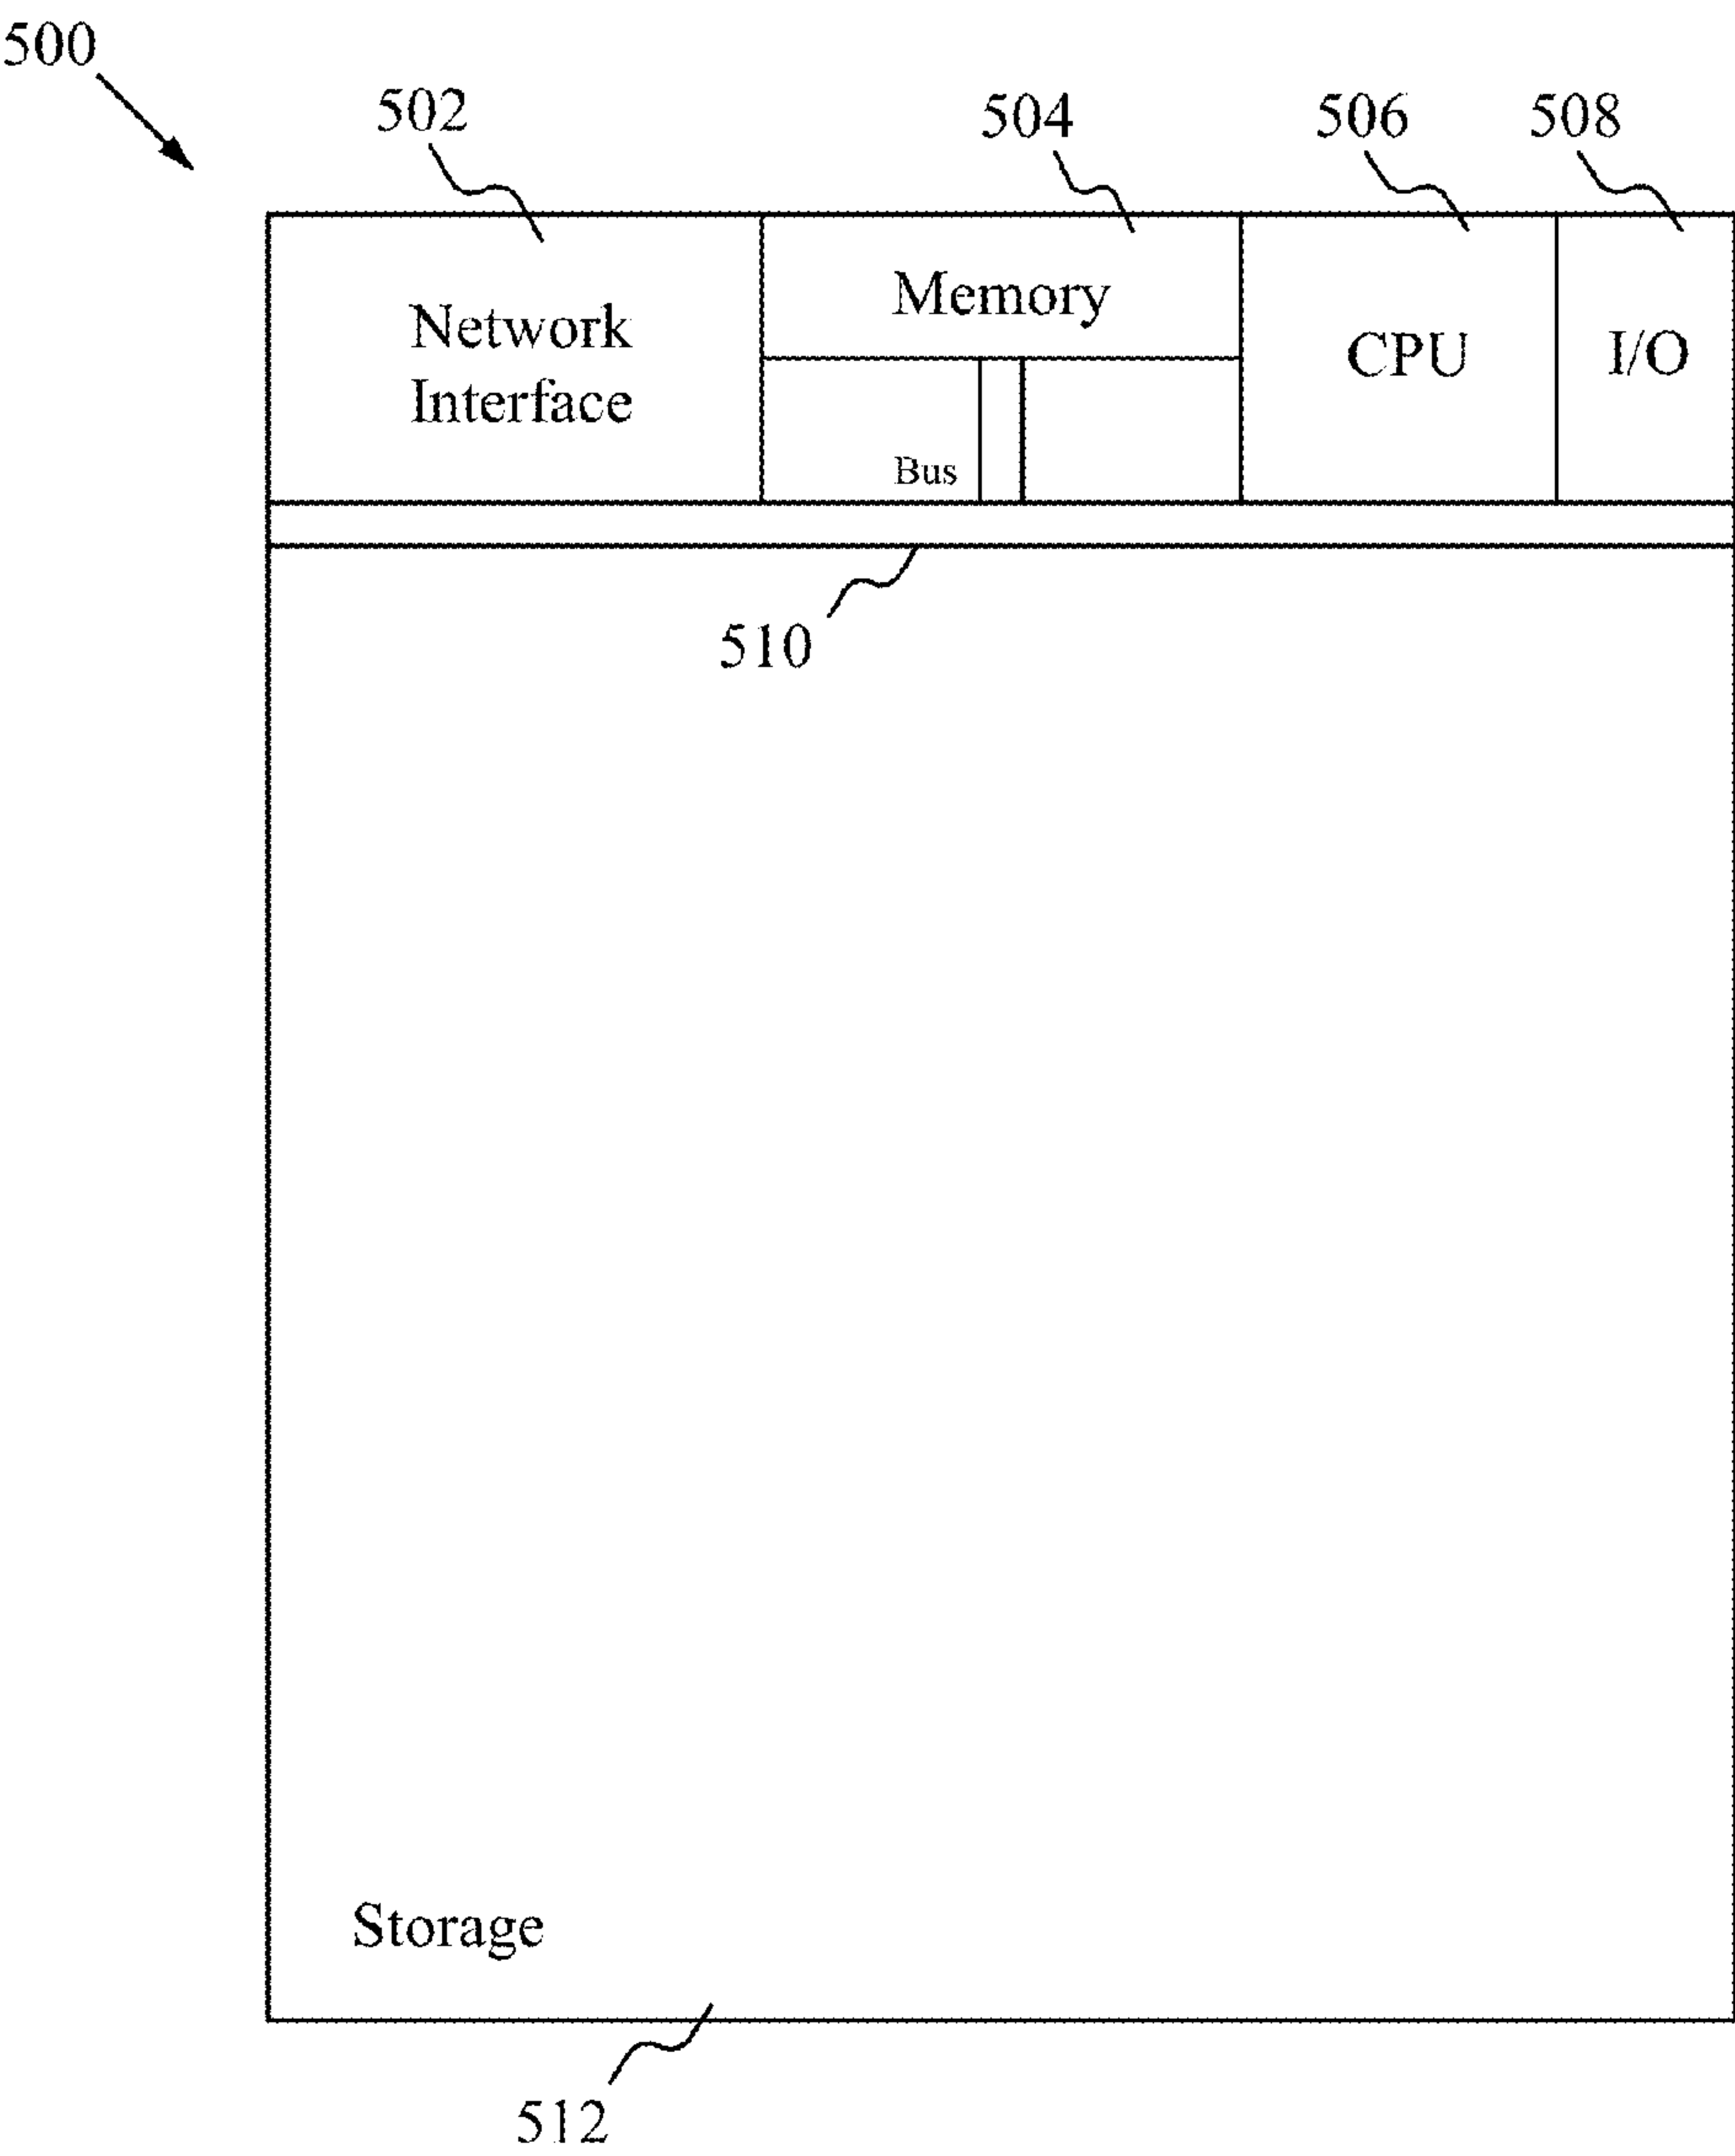 500
502
504
506
508
Memory
Network
Interface
CPU
I/O
Bus
510
Storage
512